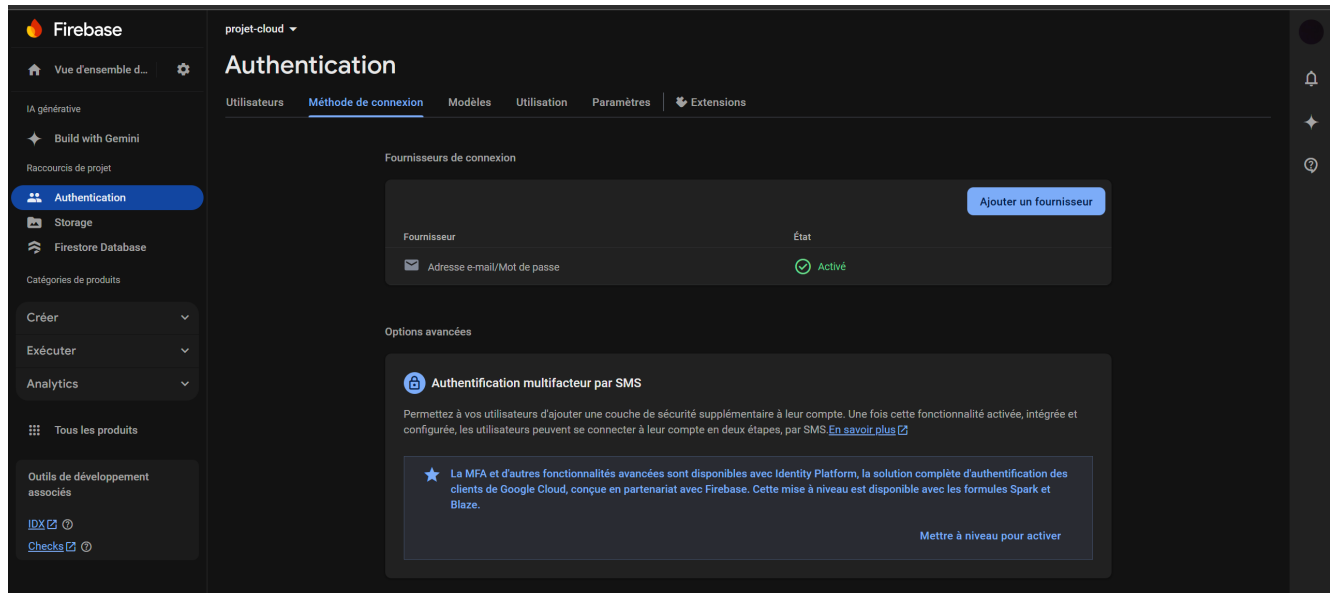 Firebase
projet-cloud
Vue d'ensemble d...
Authentication
Utilisateurs
Méthode de connexion
Modèles
Utilisation
Paramètres
Extensions
IA générative
Build with Gemini
Raccourcis de projet
Authentication
Storage
Firestore Database
Catégories de produits
Créer
Exécuter
Analytics
Tous les produits
Outils de développement
associés
IDX
Checks
Fournisseurs de connexion
Ajouter un fournisseur
Fournisseur
État
Adresse e-mail/Mot de passe
Activé
Options avancées
Authentification multifacteur par SMS
Permettez à vos utilisateurs d'ajouter une couche de sécurité supplémentaire à leur compte. Une fois cette fonctionnalité activée, intégrée et
configurée, les utilisateurs peuvent se connecter à leur compte en deux étapes, par SMS.En savoir plus
La MFA et d'autres fonctionnalités avancées sont disponibles avec Identity Platform, la solution complète d'authentification des
clients de Google Cloud, conçue en partenariat avec Firebase. Cette mise à niveau est disponible avec les formules Spark et
Blaze.
Mettre à niveau pour activer